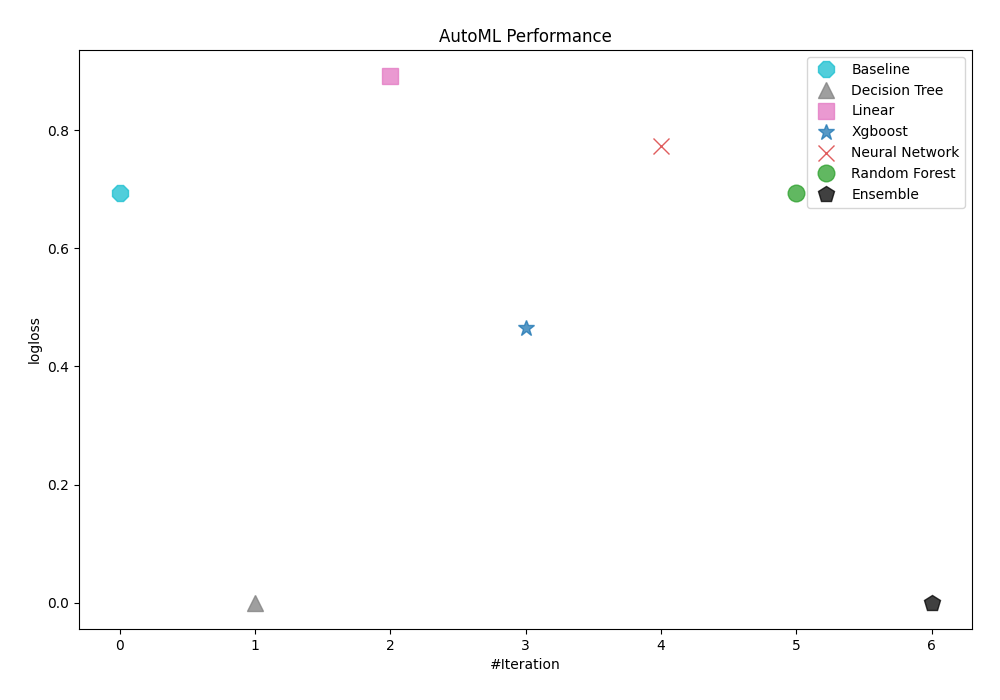 AutoML Performance
Baseline
Decision Tree
Linear
Xgboost
Neural Network
Random Forest
Ensemble
logloss
0.8
0.6
0.4
0.2
0.0
0 1 2 3 4 5 6
#Iteration